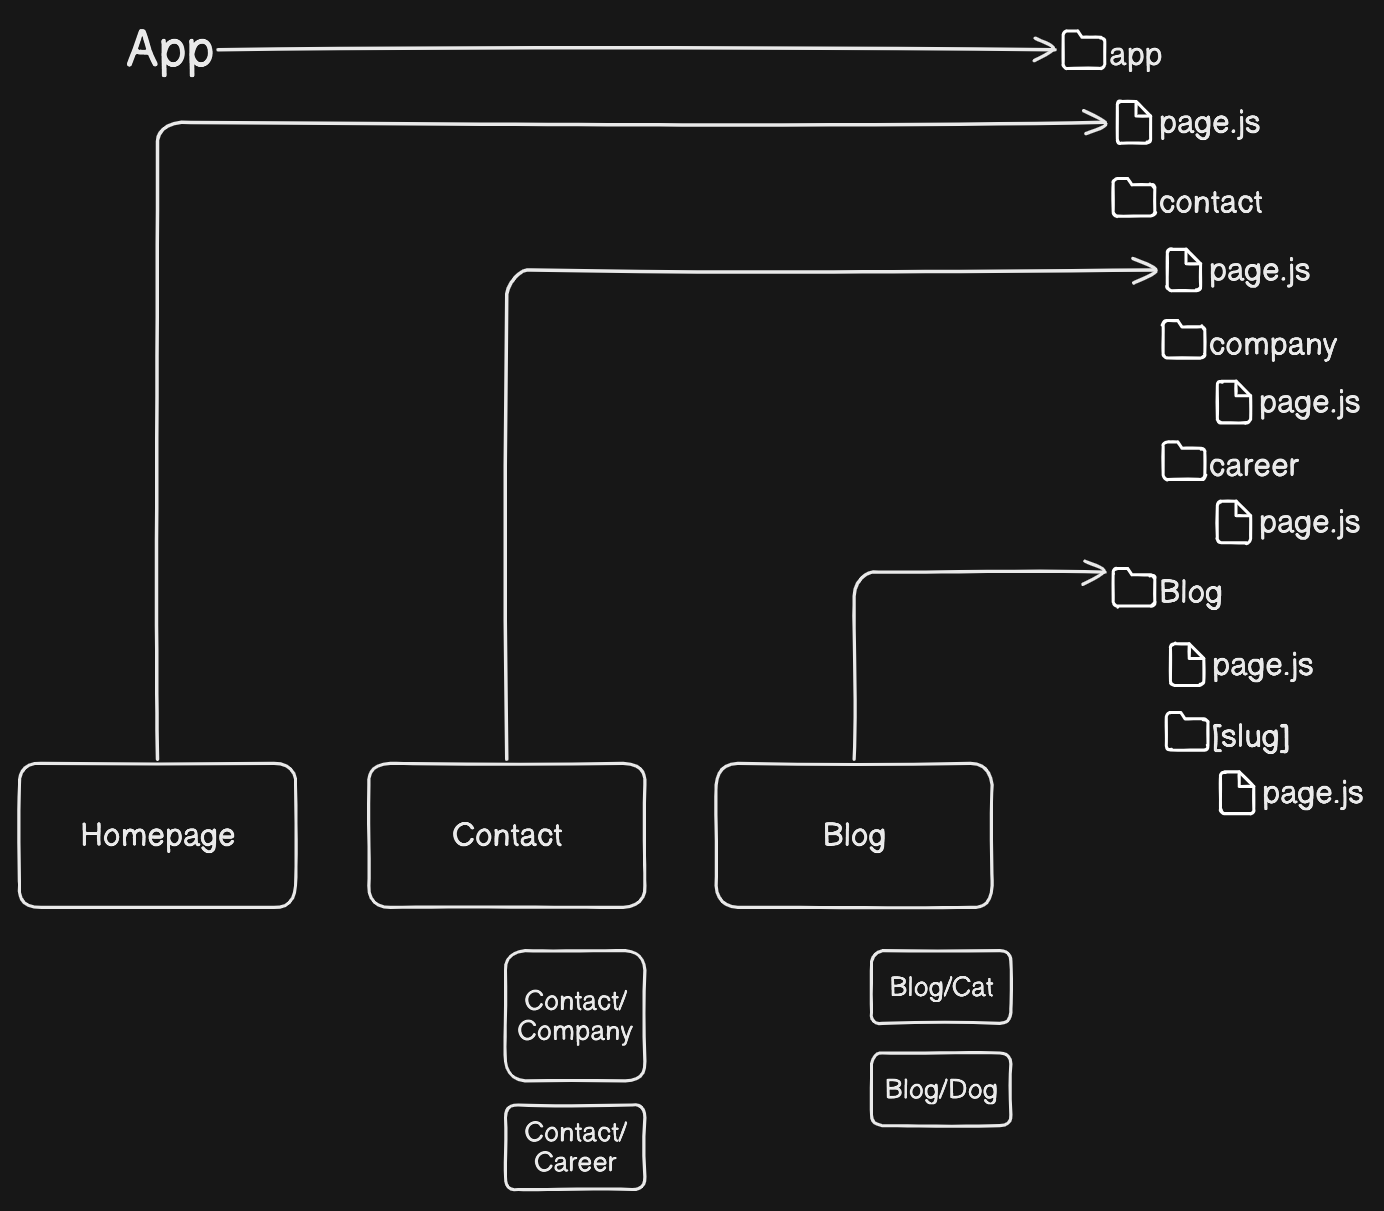 App
app
page.js
contact
page.js
company
page.js
career
page.js
Blog
page.js
[slug]
page.js
Homepage
Contact
Blog
Contact/
Company
Contact/
Career
Blog/Cat
Blog/Dog